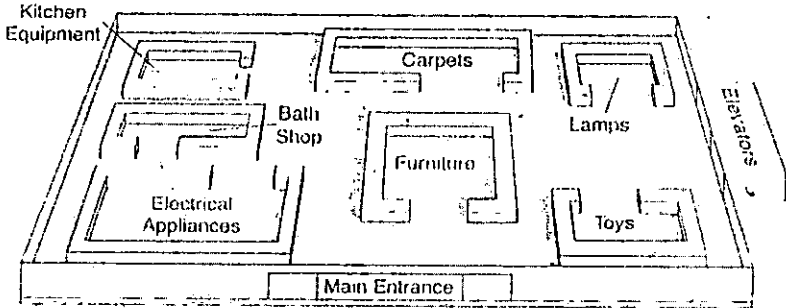 Kitchen
Equipment
Carpets
Lamps
Elevators
Bath
Shop
Furniture
Electrical
Appliances
Toys
Main Entrance